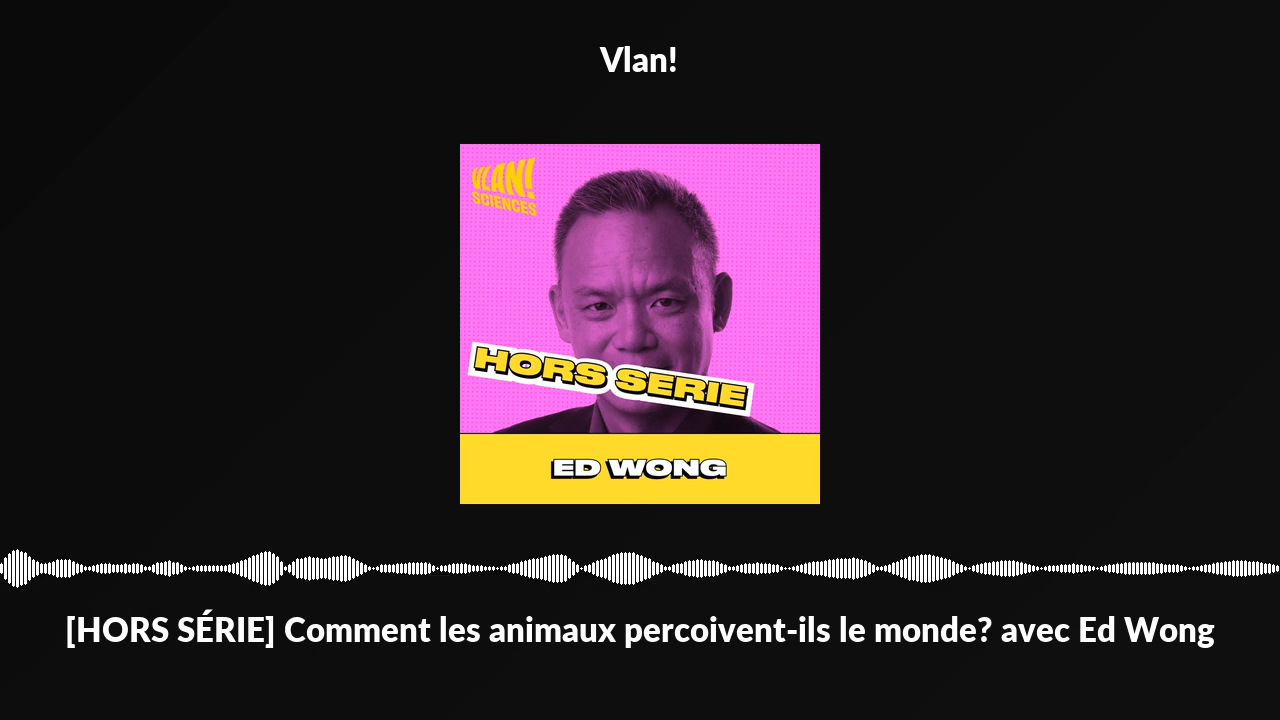 Vlan!
VLAN!
SCIENCES
HORS SERIE
ED WONG
[HORS SÉRIE] Comment les animaux percoivent-ils le monde? avec Ed Wong